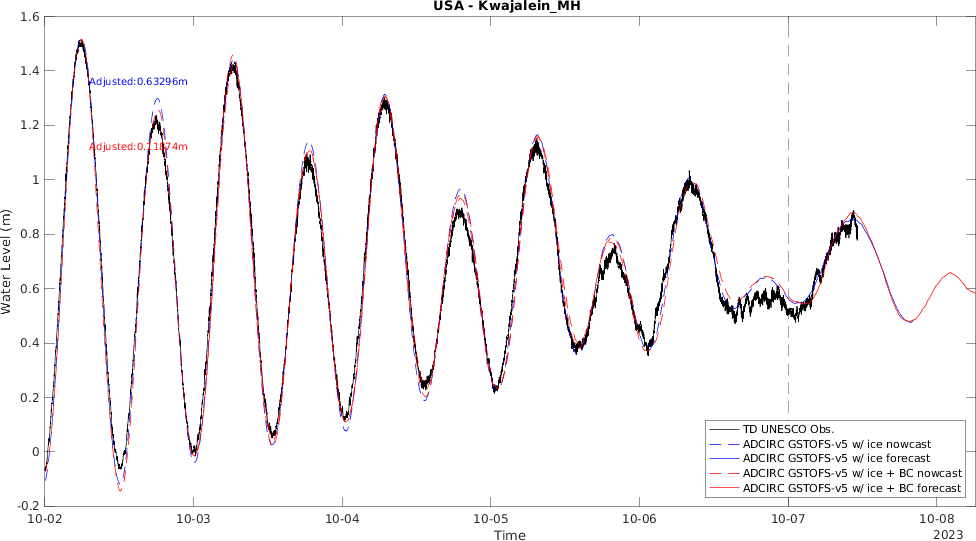 USA - Kwajalein_MH
1.6
1.4
1.2
1
0.8
0.6
0.4
0.2
0
-0.2
Water Level (m)
Adjusted:0.63296m
Adjusted:0.11874m
TD UNESCO Obs.
ADCIRC GSTOFS-v5 w/ ice nowcast
ADCIRC GSTOFS-v5 w/ ice forecast
ADCIRC GSTOFS-v5 w/ ice + BC nowcast
ADCIRC GSTOFS-v5 w/ ice + BC forecast
10-02 10-03 10-04 10-05 10-06 10-07 10-08
Time
2023